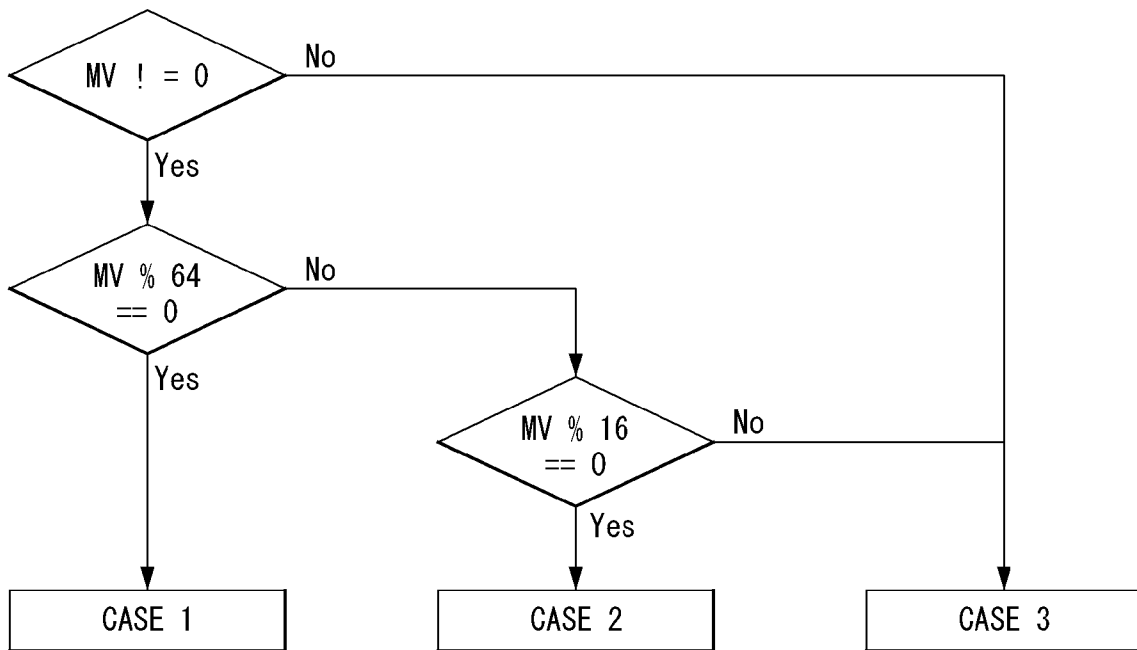 MV ! = 0
No
Yes
MV % 64
== 0
No
Yes
MV % 16
== 0
No
Yes
CASE 1
CASE 2
CASE 3